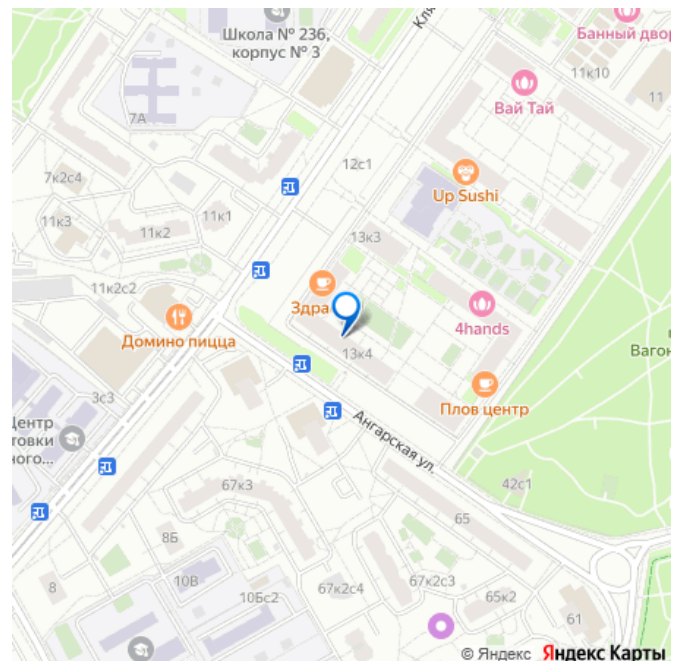 Школа № 236,
корпус № 3
Кля
Банный двор
11к10
Вай Тай
11
7А
7к2с4
12с1
Up Sushi
11к3
11к2
11к1
13к3
11к2с2
Здра
4hands
Домино пицца
13к4
Вагон
3с3
Плов центр
Центр
товки
ного...
Ангарская ул.
42с1
67к3
65
8Б
8
10В
10Бс2
67к2с4
67к2с3
65к2
61
© Яндекс Яндекс Карты